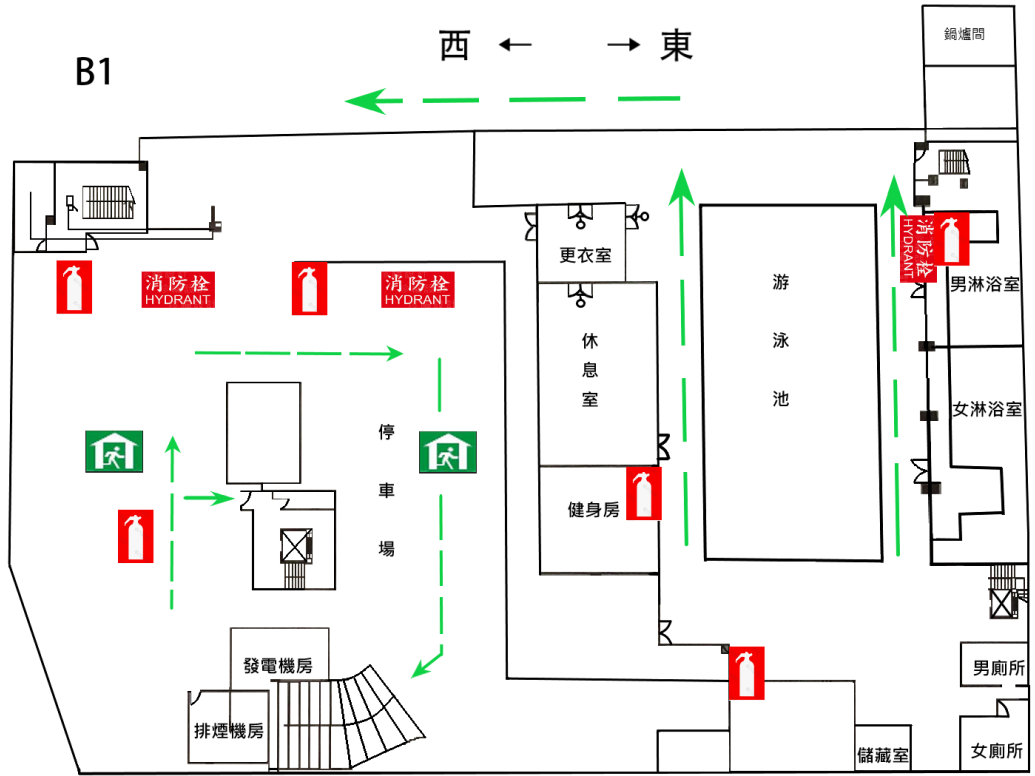 鍋爐間
西 ← → 東
B1
消防栓
HYDRANT
更衣室
男淋浴室
消防栓
HYDRANT
消防栓
HYDRANT
游泳池
休息室
女淋浴室
停車場
健身房
發電機房
男廁所
排煙機房
儲藏室
女廁所